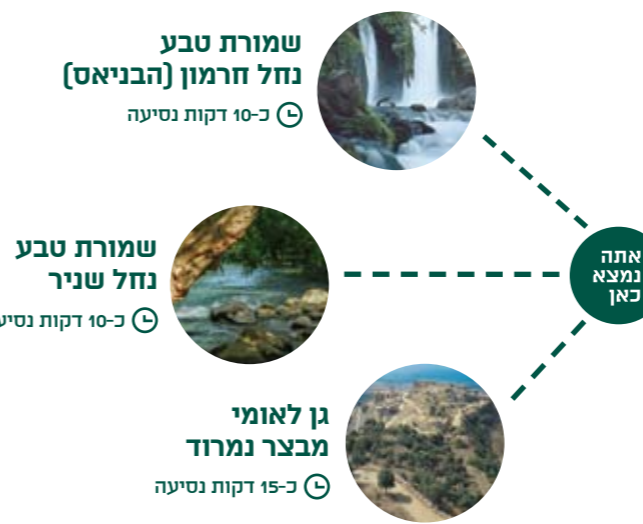 שמורת טבע
נחל חרמון (הבניאס)
כ-10 דקות נסיעה
שמורת טבע
נחל שניר
כ-10 דקות
גן לאומי
מבצר נמרוד
כ-15 דקות נסיעה
אתה
נמצא
כאן